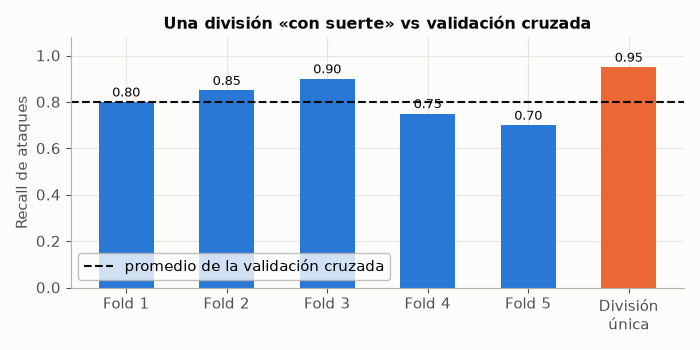 Una división «con suerte» vs validación cruzada
Recall de ataques
1.0
0.8
0.6
0.4
0.2
0.0
0.80
0.85
0.90
0.75
0.70
0.95
promedio de la validación cruzada
Fold 1
Fold 2
Fold 3
Fold 4
Fold 5
División
única